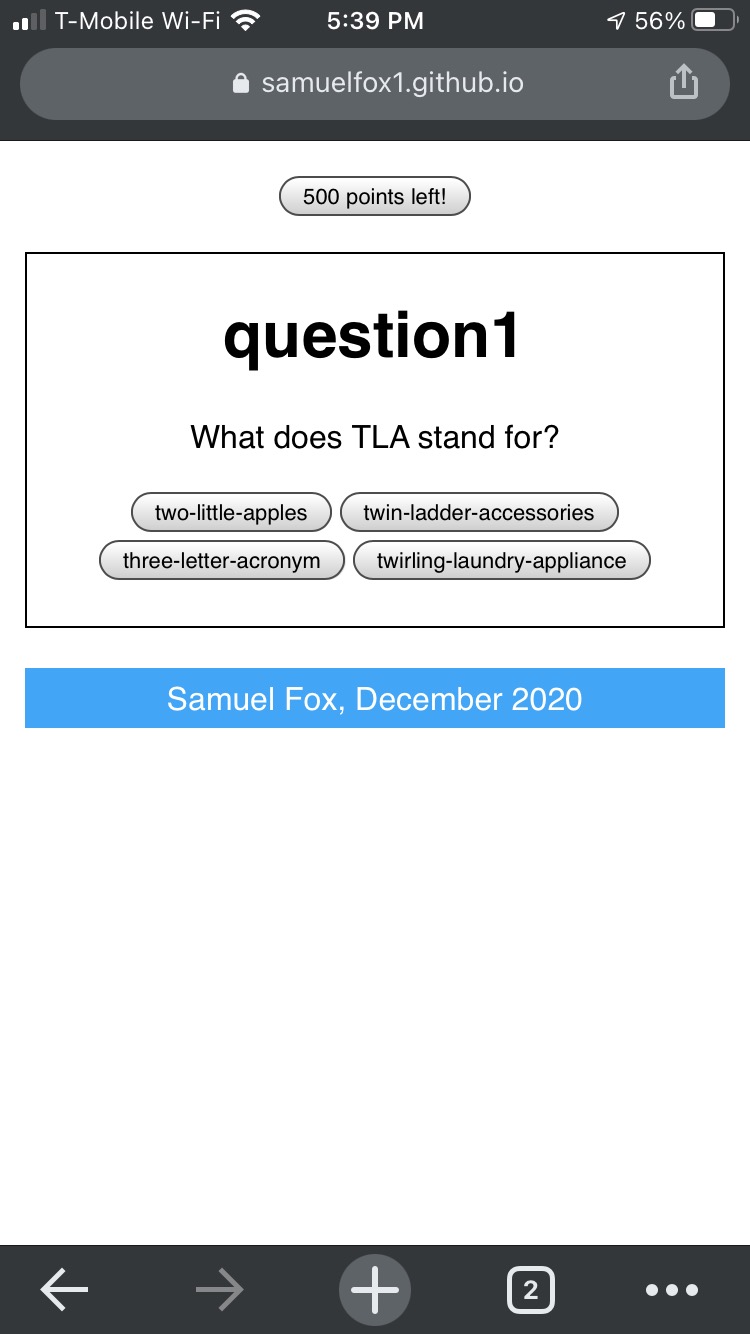 T-Mobile Wi-Fi 5:39 PM 56%
samuelfox1.github.io
500 points left!
question1
What does TLA stand for?
two-little-apples twin-ladder-accessories
three-letter-acronym twirling-laundry-appliance
Samuel Fox, December 2020
2